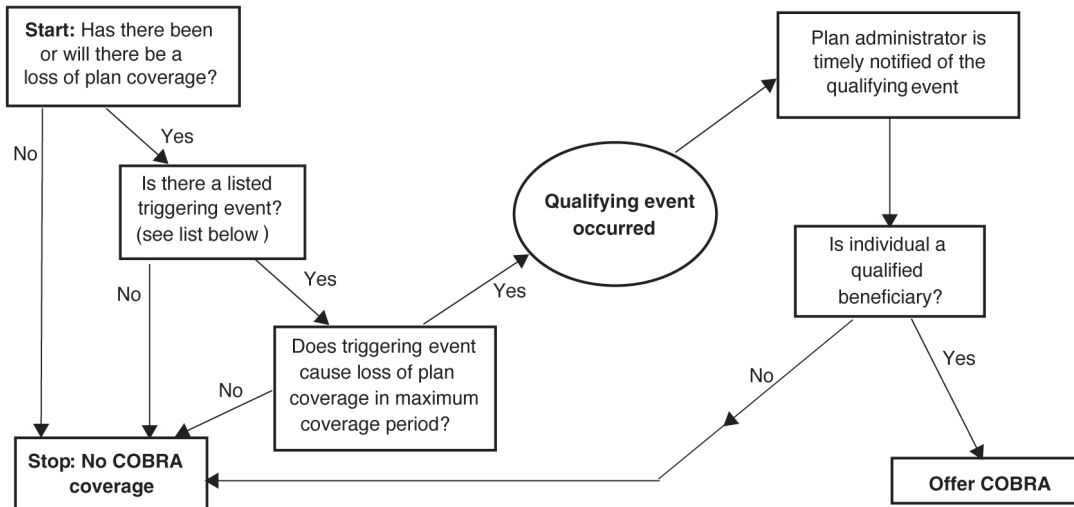 Start: Has there been
or will there be a
loss of plan coverage?
No
Yes
Is there a listed
triggering event?
(see list below )
No
Yes
Does triggering event
cause loss of plan
coverage in maximum
coverage period?
No
Yes
Stop: No COBRA
coverage
Qualifying event
occurred
Plan administrator is
timely notified of the
qualifying event
Is individual a
qualified
beneficiary?
No
Yes
Offer COBRA